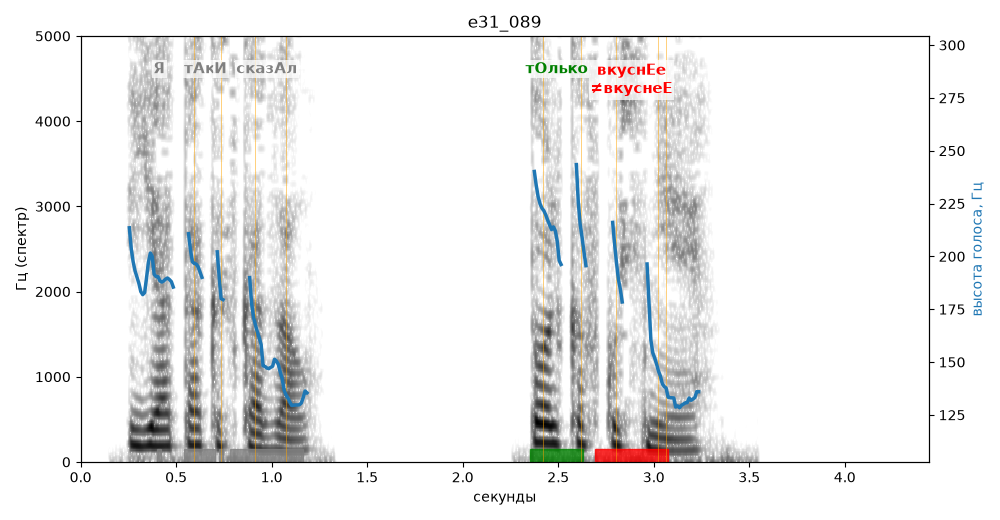 e31_089
5000
4000
3000
2000
1000
0
Гц (спектр)
Я тАкИ сказАл тОлько вкуснЕе
≠вкуснеЕ
300
275
250
225
200
175
150
125
высота голоса, Гц
0.0 0.5 1.0 1.5 2.0 2.5 3.0 3.5 4.0
секунды